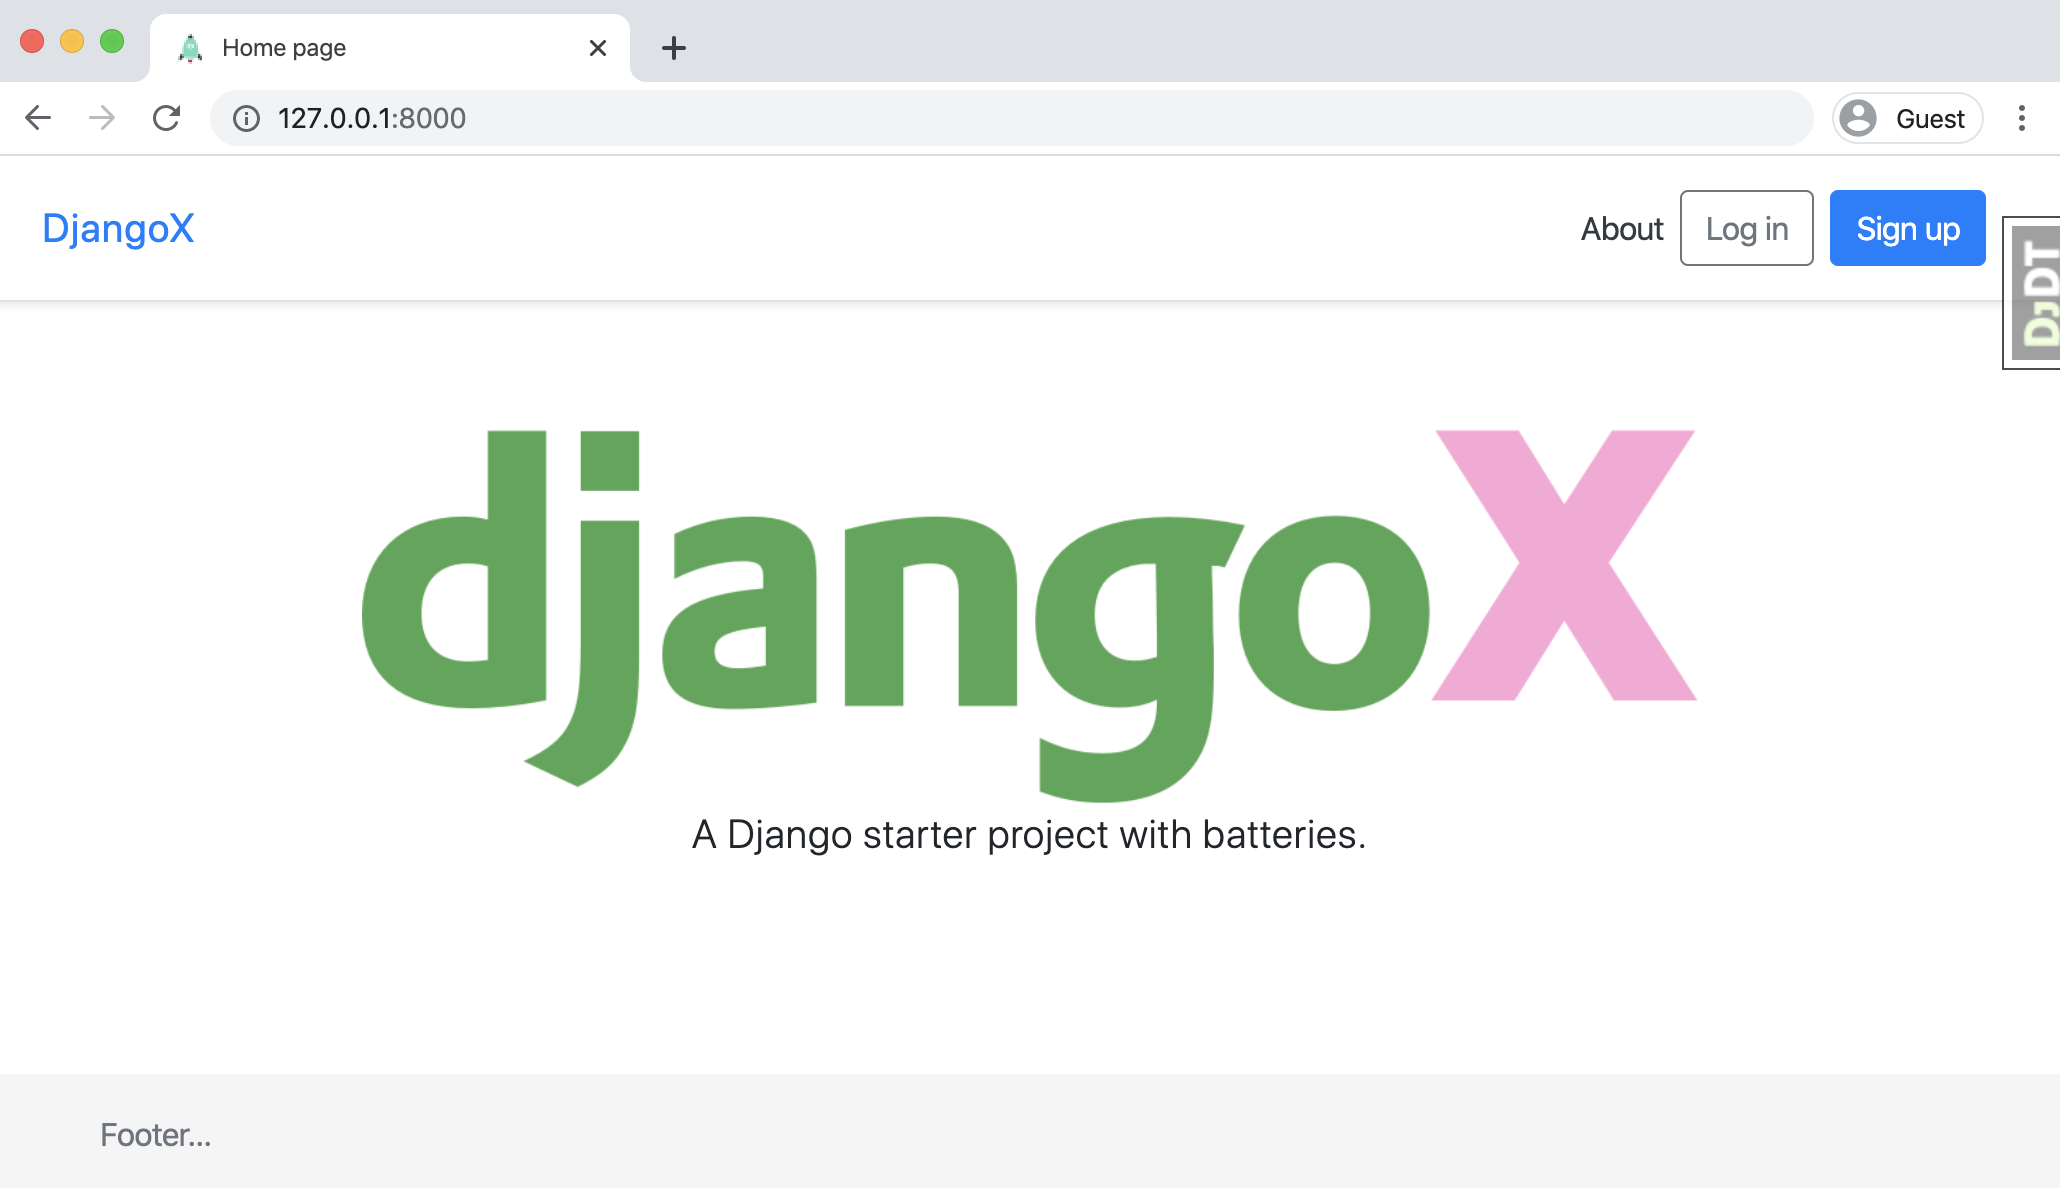 Home page
127.0.0.1:8000
Guest
DjangoX
About
Log in
Sign up
DJDT
djangoX
A Django starter project with batteries.
Footer...